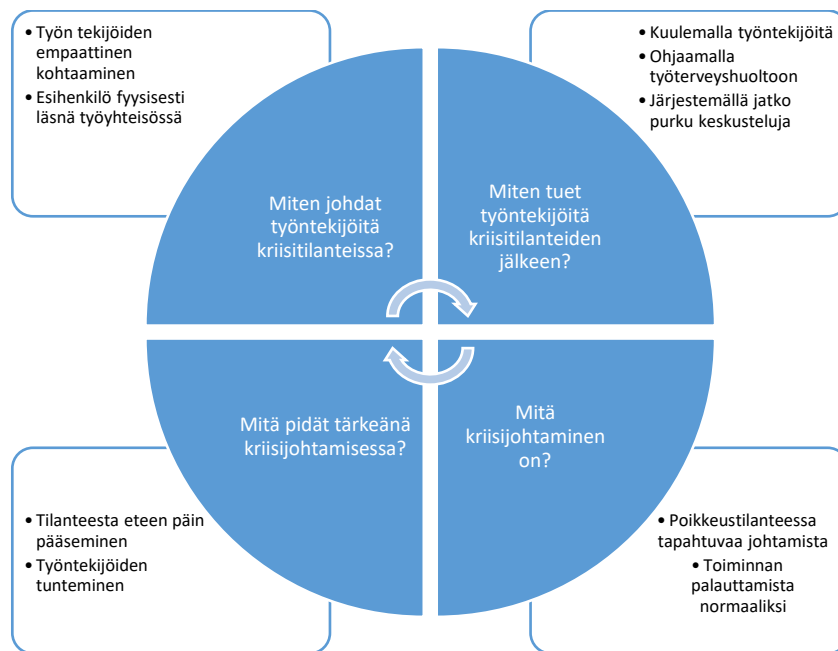 • Työn tekijöiden
empaattinen
kohtaaminen
• Esihenkilö fyysisesti
läsnä työyhteisössä
• Kuulemalla työntekijöitä
• Ohjaamalla
työterveyshuoltoon
• Järjestemällä jatko
purku keskusteluja
Miten johdat
työntekijöitä
kriisitilanteissa?
Miten tuet
työntekijöitä
kriisitilanteiden
jälkeen?
Mitä pidät tärkeänä
kriisijohtamisessa?
Mitä
kriisijohtaminen
on?
• Tilanteesta eteen päin
pääseminen
• Työntekijöiden
tunteminen
• Poikkeustilanteessa
tapahtuvaa johtamista
• Toiminnan
palauttamista
normaaliksi